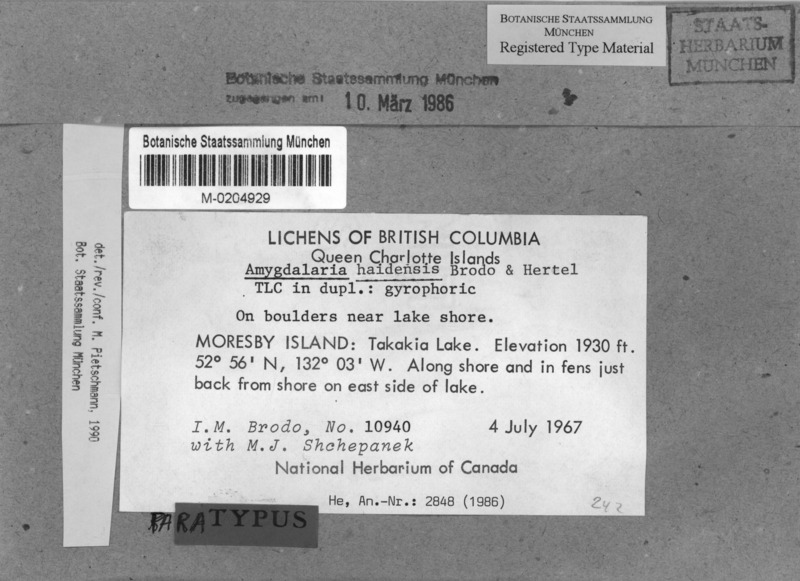 BOTANISCHE STAATSSAMMLUNG
MÜNCHEN
Registered Type Material
STAATS-
HERBARIUM
MÜNCHEN
Botanische Staatssammlung München
zugegangen am:
10. März 1986
Botanische Staatssammlung München
M-0204929
det./rev./conf. M. Pietschmann, 1990
Bot. Staatssammlung München
LICHENS OF BRITISH COLUMBIA
Queen Charlotte Islands
Amygdalaria haidensis Brodo & Hertel
TLC in dupl.: gyrophoric
On boulders near lake shore.
MORESBY ISLAND: Takakia Lake. Elevation 1930 ft.
52° 56' N, 132° 03' W. Along shore and in fens just
back from shore on east side of lake.
I.M. Brodo, No. 10940 4 July 1967
with M.J. Shchepanek
National Herbarium of Canada
He, An.-Nr.: 2848 (1986)
242
PARATYPUS